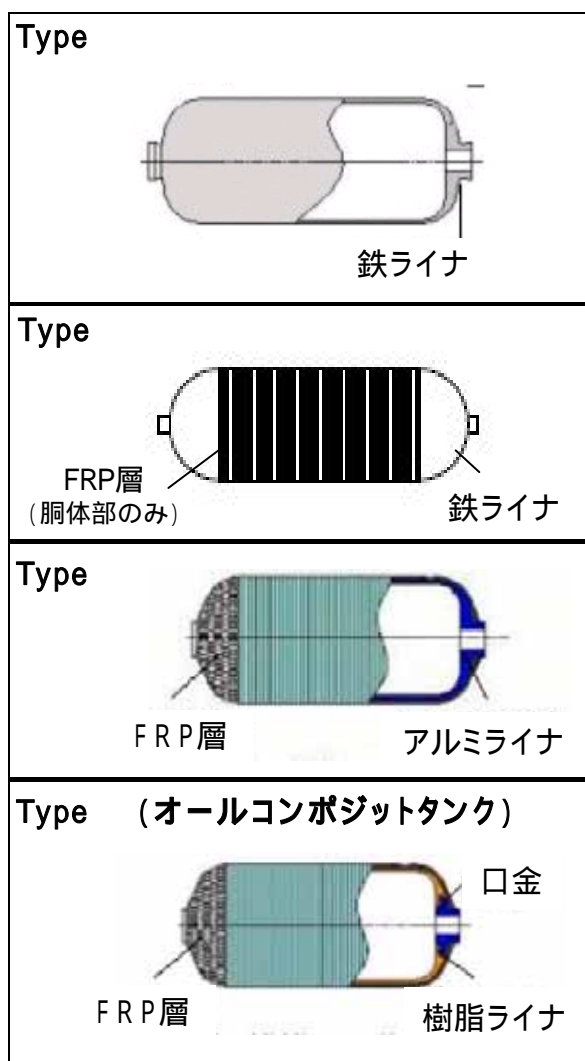 Type
鉄ライナ
Type
FRP層
(胴体部のみ)
鉄ライナ
Type
FRP層
アルミライナ
Type (オールコンポジットタンク)
口金
FRP層
樹脂ライナ